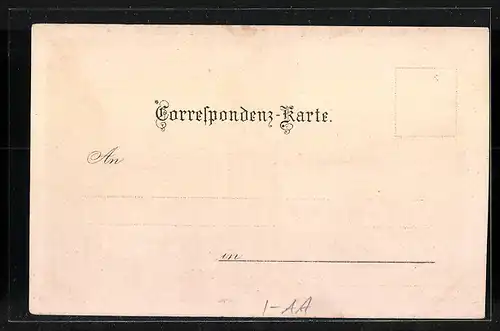 Correſpondenz-Karte.
An
in
1-AA